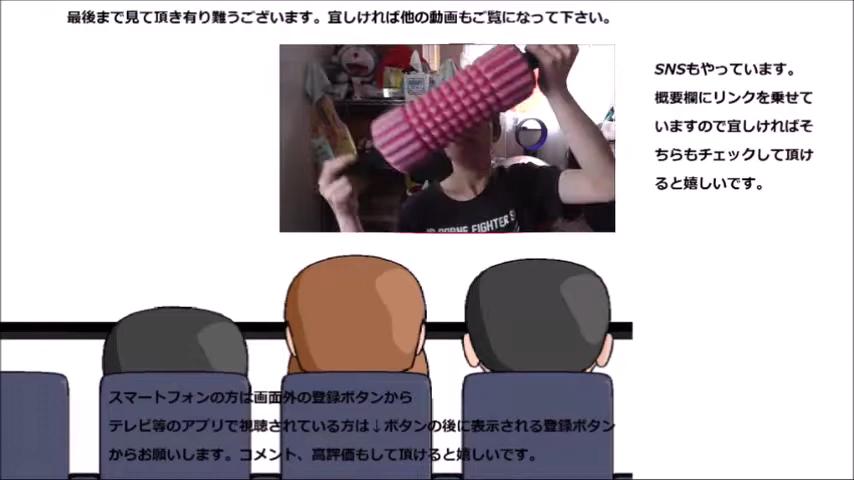 最後まで見て頂き有り難うございます。宜しければ他の動画もご覧になって下さい。
SNSもやっています。
概要欄にリンクを乗せて
いますので宜しければそ
ちらもチェックして頂け
ると嬉しいです。
FIGHTER
スマートフォンの方は画面外の登録ボタンから
テレビ等のアプリで視聴されている方は↓ボタンの後に表示される登録ボタン
からお願いします。コメント、高評価もして頂けると嬉しいです。